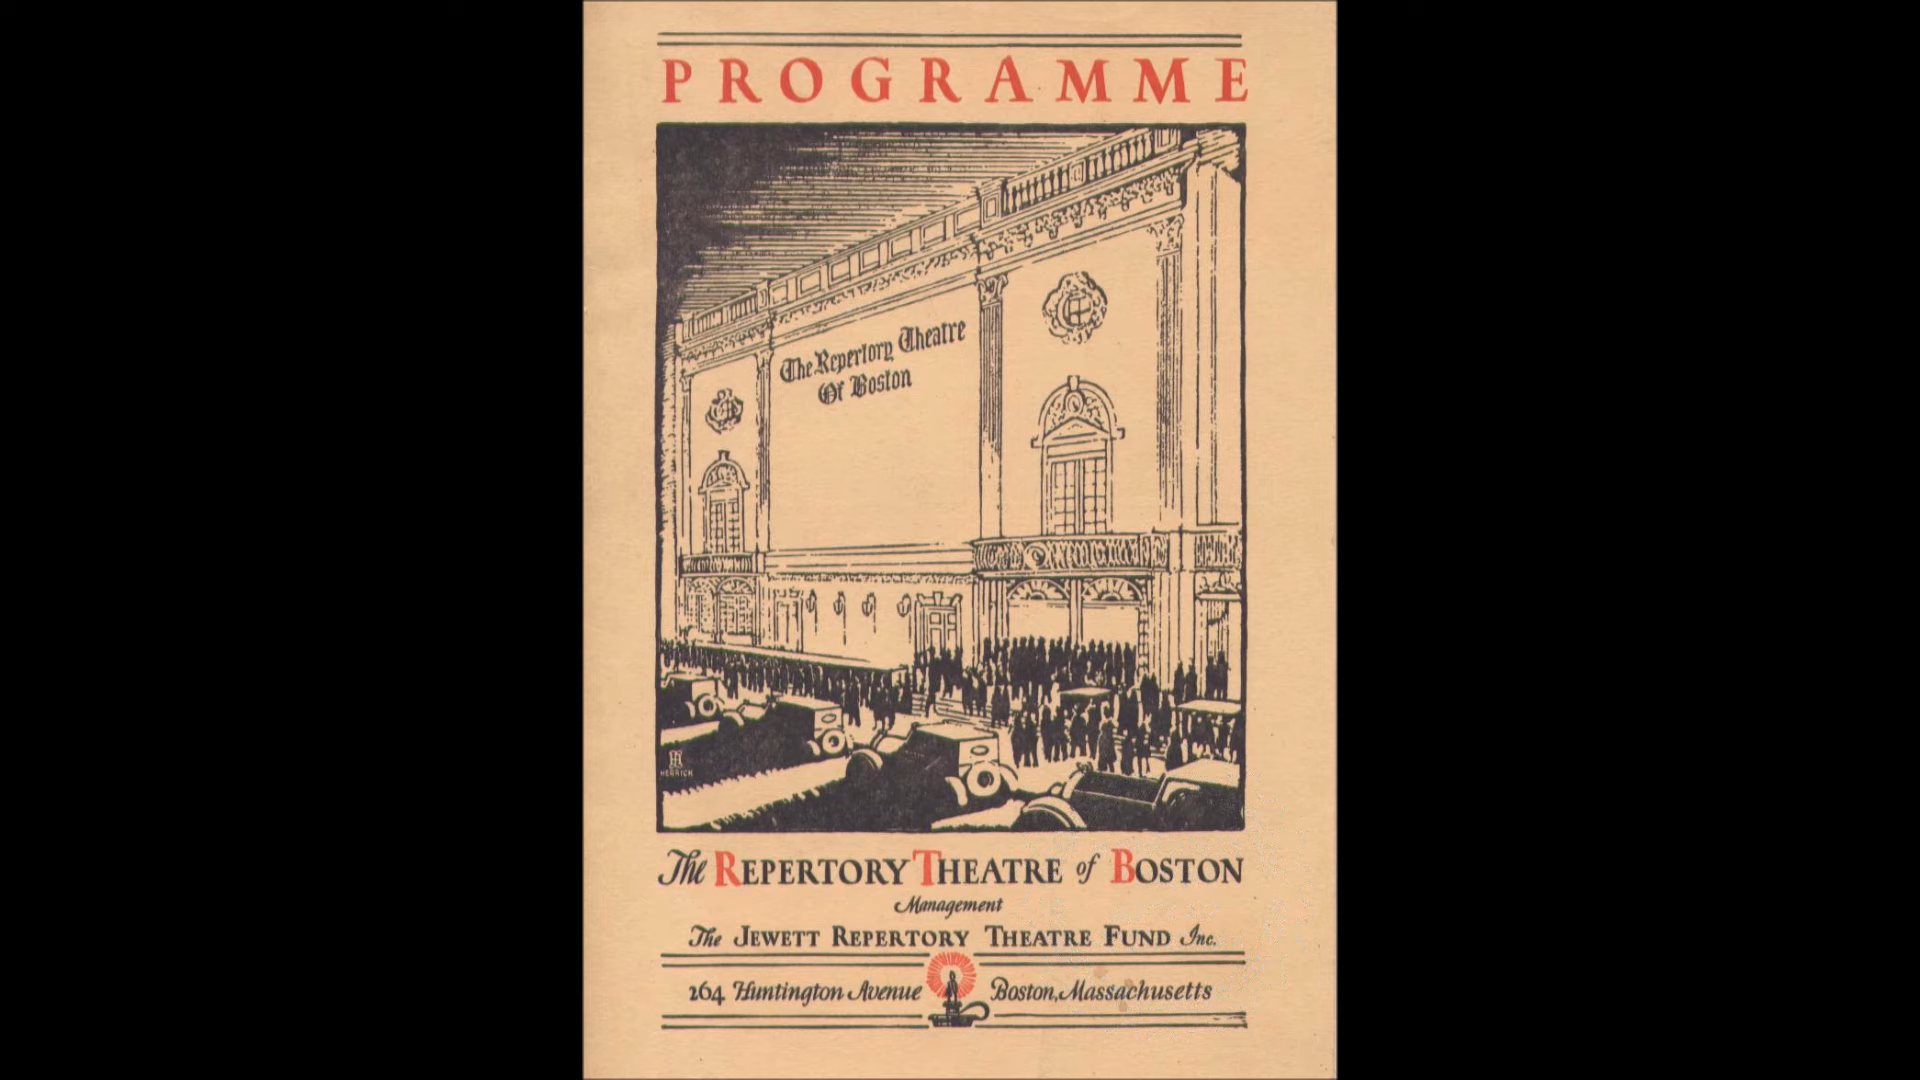 PROGRAMME
The Repertory Theatre
Of Boston
HERRICK
The REPERTORY THEATRE of BOSTON
Management
The JEWETT REPERTORY THEATRE FUND Inc.
264 Huntington Avenue Boston, Massachusetts